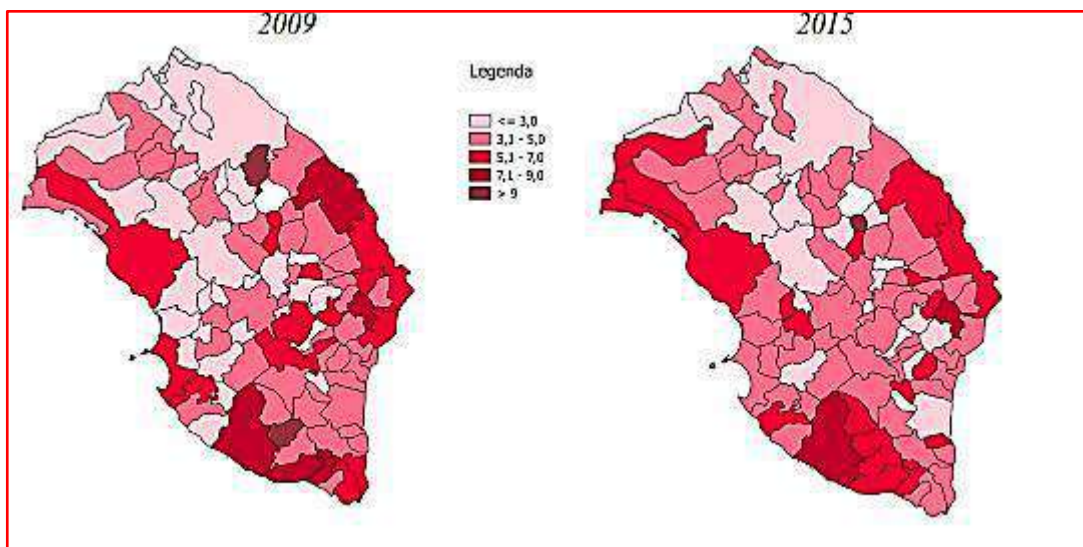 2009
2015
Legenda
<= 3,0
3,1 - 5,0
5,1 - 7,0
7,1 - 9,0
> 9